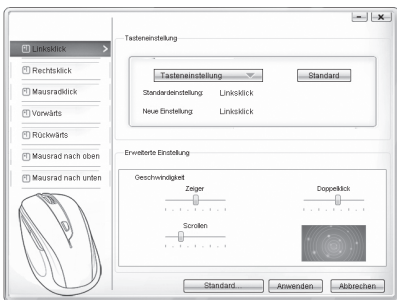 Linksklick
Rechtsklick
Mausradklick
Vorwärts
Rückwärts
Mausrad nach oben
Mausrad nach unten
Tasteneinstellung
Tasteneinstellung
Standard
Standardeinstellung: Linksklick
Neue Einstellung: Linksklick
Erweiterte Einstellung
Geschwindigkeit
Zeiger
Doppelklick
Scrollen
Standard
Anwenden
Abbrechen